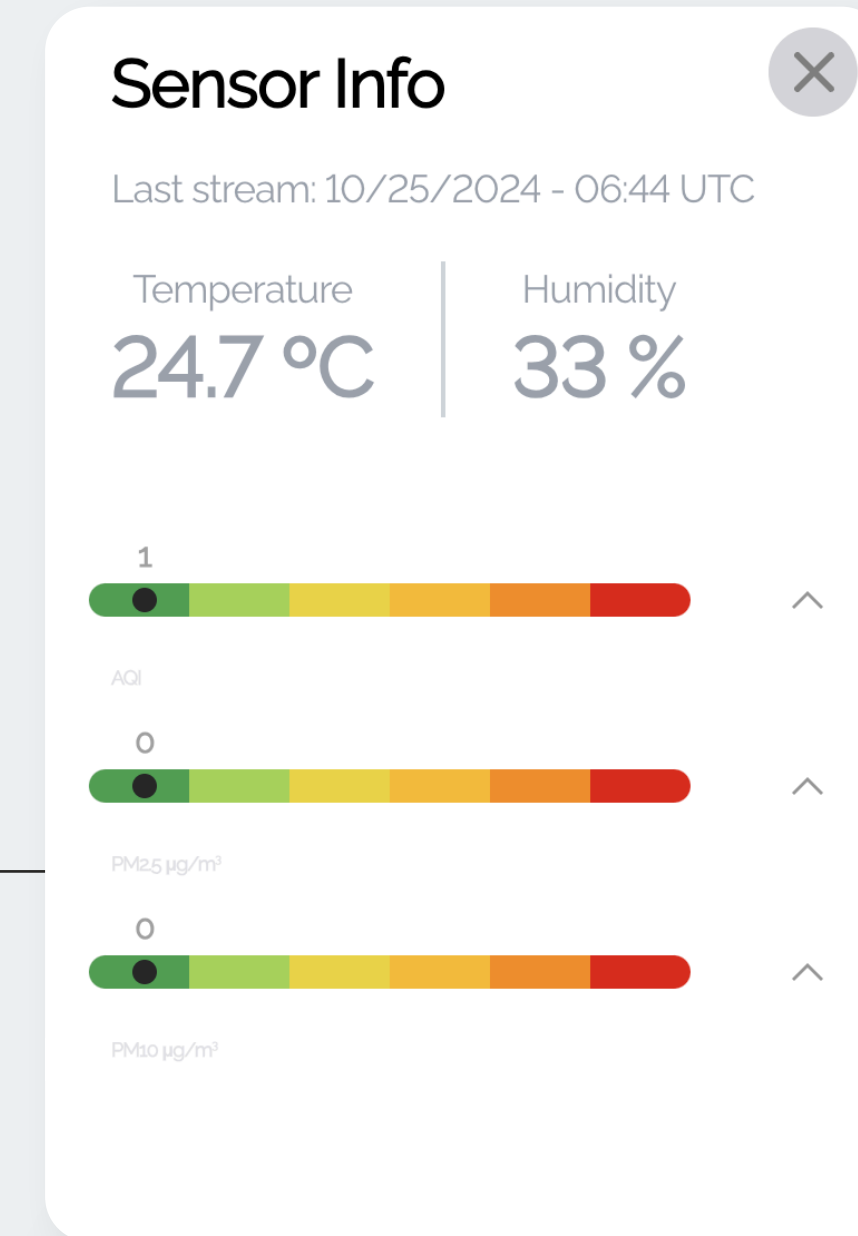 Sensor Info
Last stream: 10/25/2024 - 06:44 UTC
Temperature
24.7 ºC
Humidity
33 %
1
AQI
0
PM2.5 µg/m³
0
PM10 µg/m³